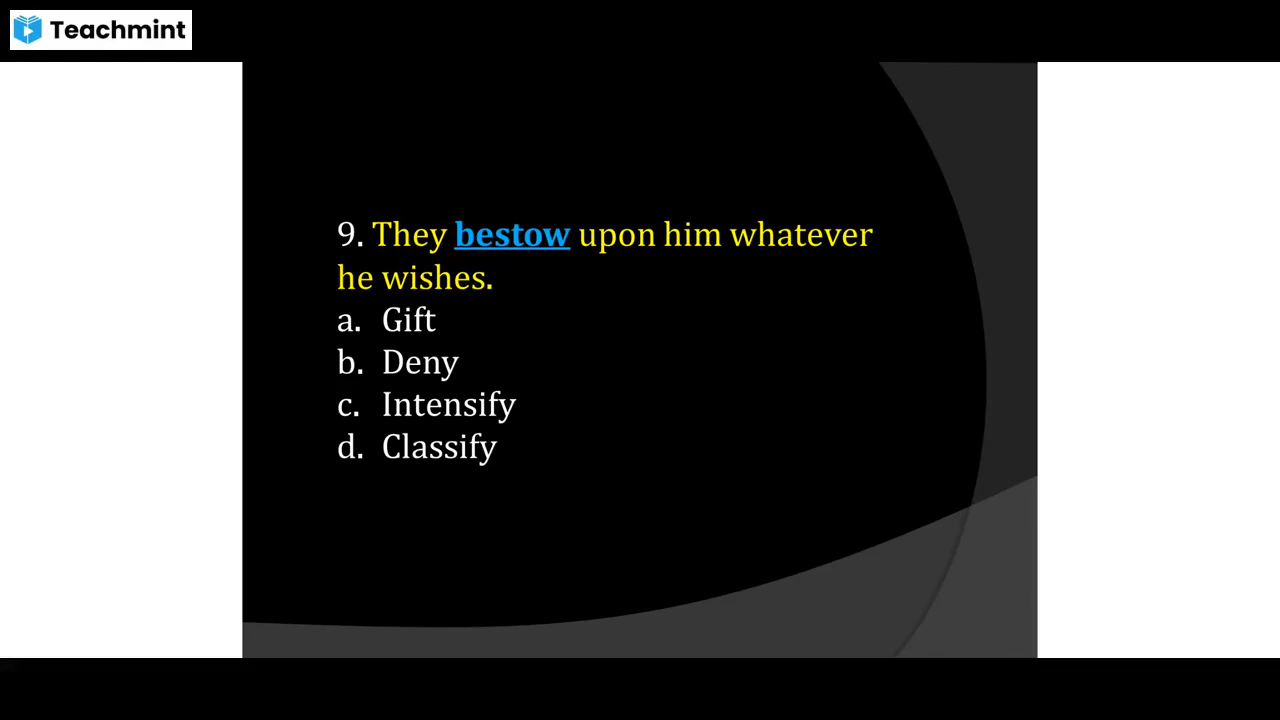 Teachmint
9. They bestow upon him whatever
he wishes.
a. Gift
b. Deny
c. Intensify
d. Classify